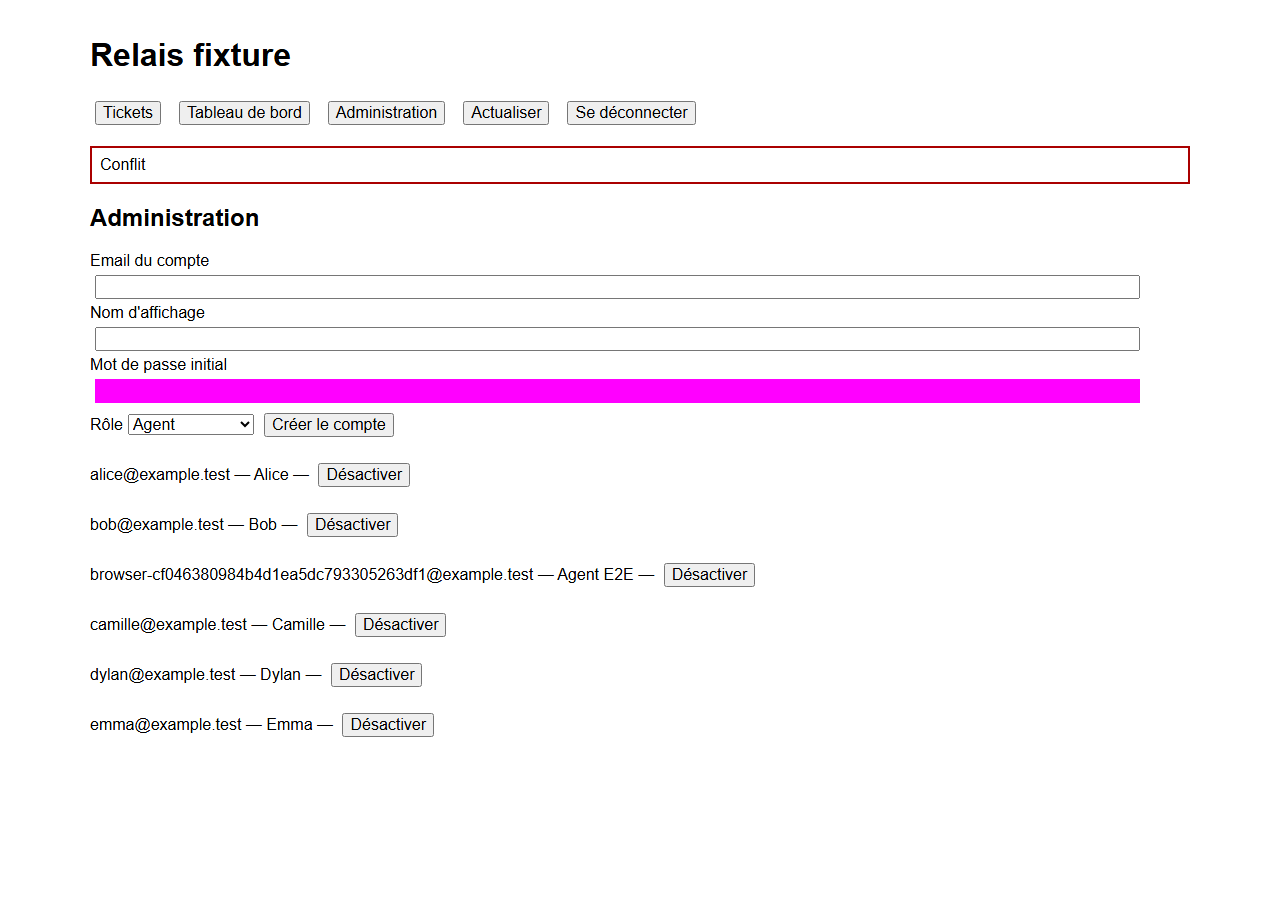 Relais fixture
Tickets Tableau de bord Administration Actualiser Se déconnecter
Conflit
Administration
Email du compte
Nom d'affichage
Mot de passe initial
Rôle Agent Créer le compte
alice@example.test — Alice — Désactiver
bob@example.test — Bob — Désactiver
browser-cf046380984b4d1ea5dc793305263df1@example.test — Agent E2E — Désactiver
camille@example.test — Camille — Désactiver
dylan@example.test — Dylan — Désactiver
emma@example.test — Emma — Désactiver